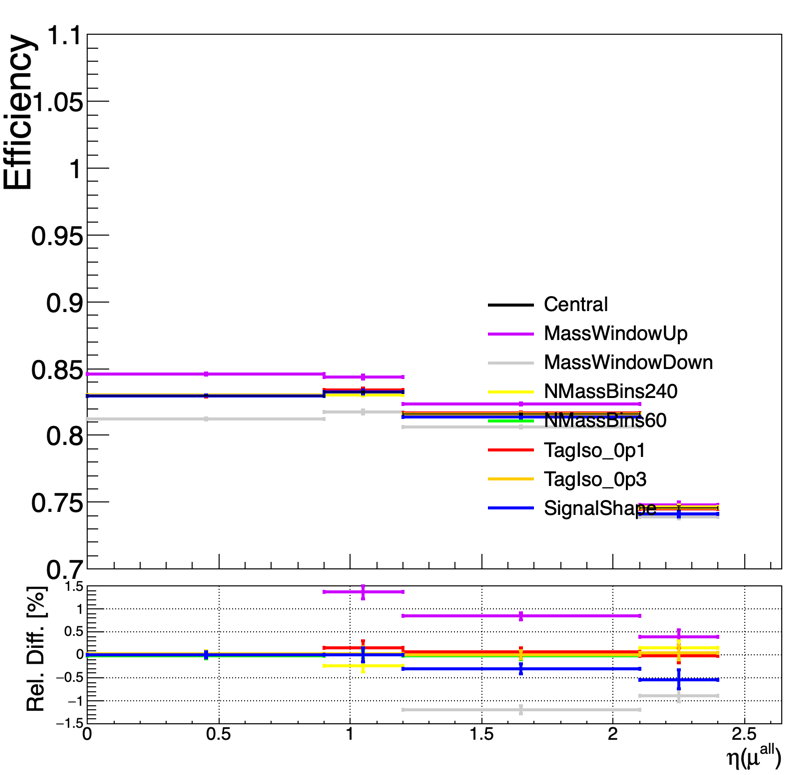 Efficiency
1.1
1.05
1
0.95
0.9
0.85
0.8
0.75
0.7
Central
MassWindowUp
MassWindowDown
NMassBins240
NMassBins60
TagIso_0p1
TagIso_0p3
SignalShape
Rel. Diff. [%]
1.5
1
0.5
0
−0.5
−1
−1.5
0 0.5 1 1.5 2 2.5
η(μall)